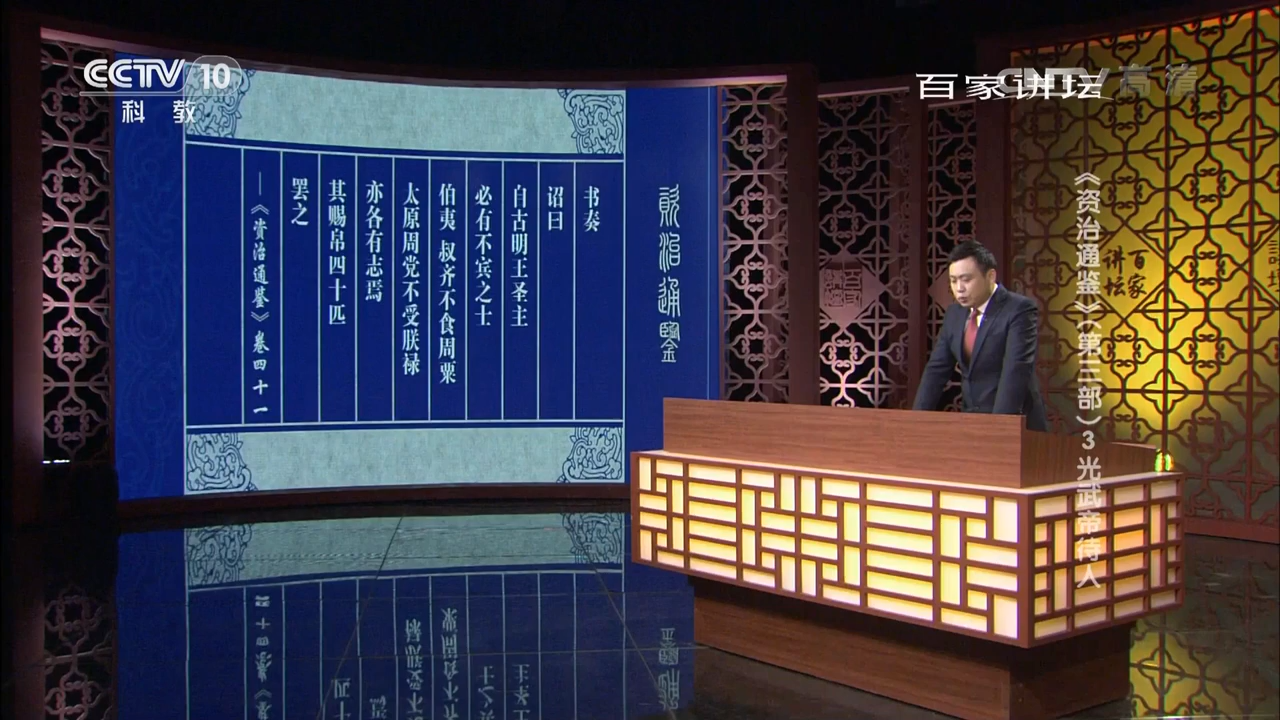 CCTV 10
科教
百家讲坛
CNTV 高清
资治通鉴
书奏
诏曰
自古明王圣主
必有不宾之士
伯夷 叔齐不食周粟
太原周党不受朕禄
亦各有志焉
其赐帛四十匹
罢之
—《资治通鉴》卷四十一
《资治通鉴》(第三部) 3 光武帝待人
百家
讲坛